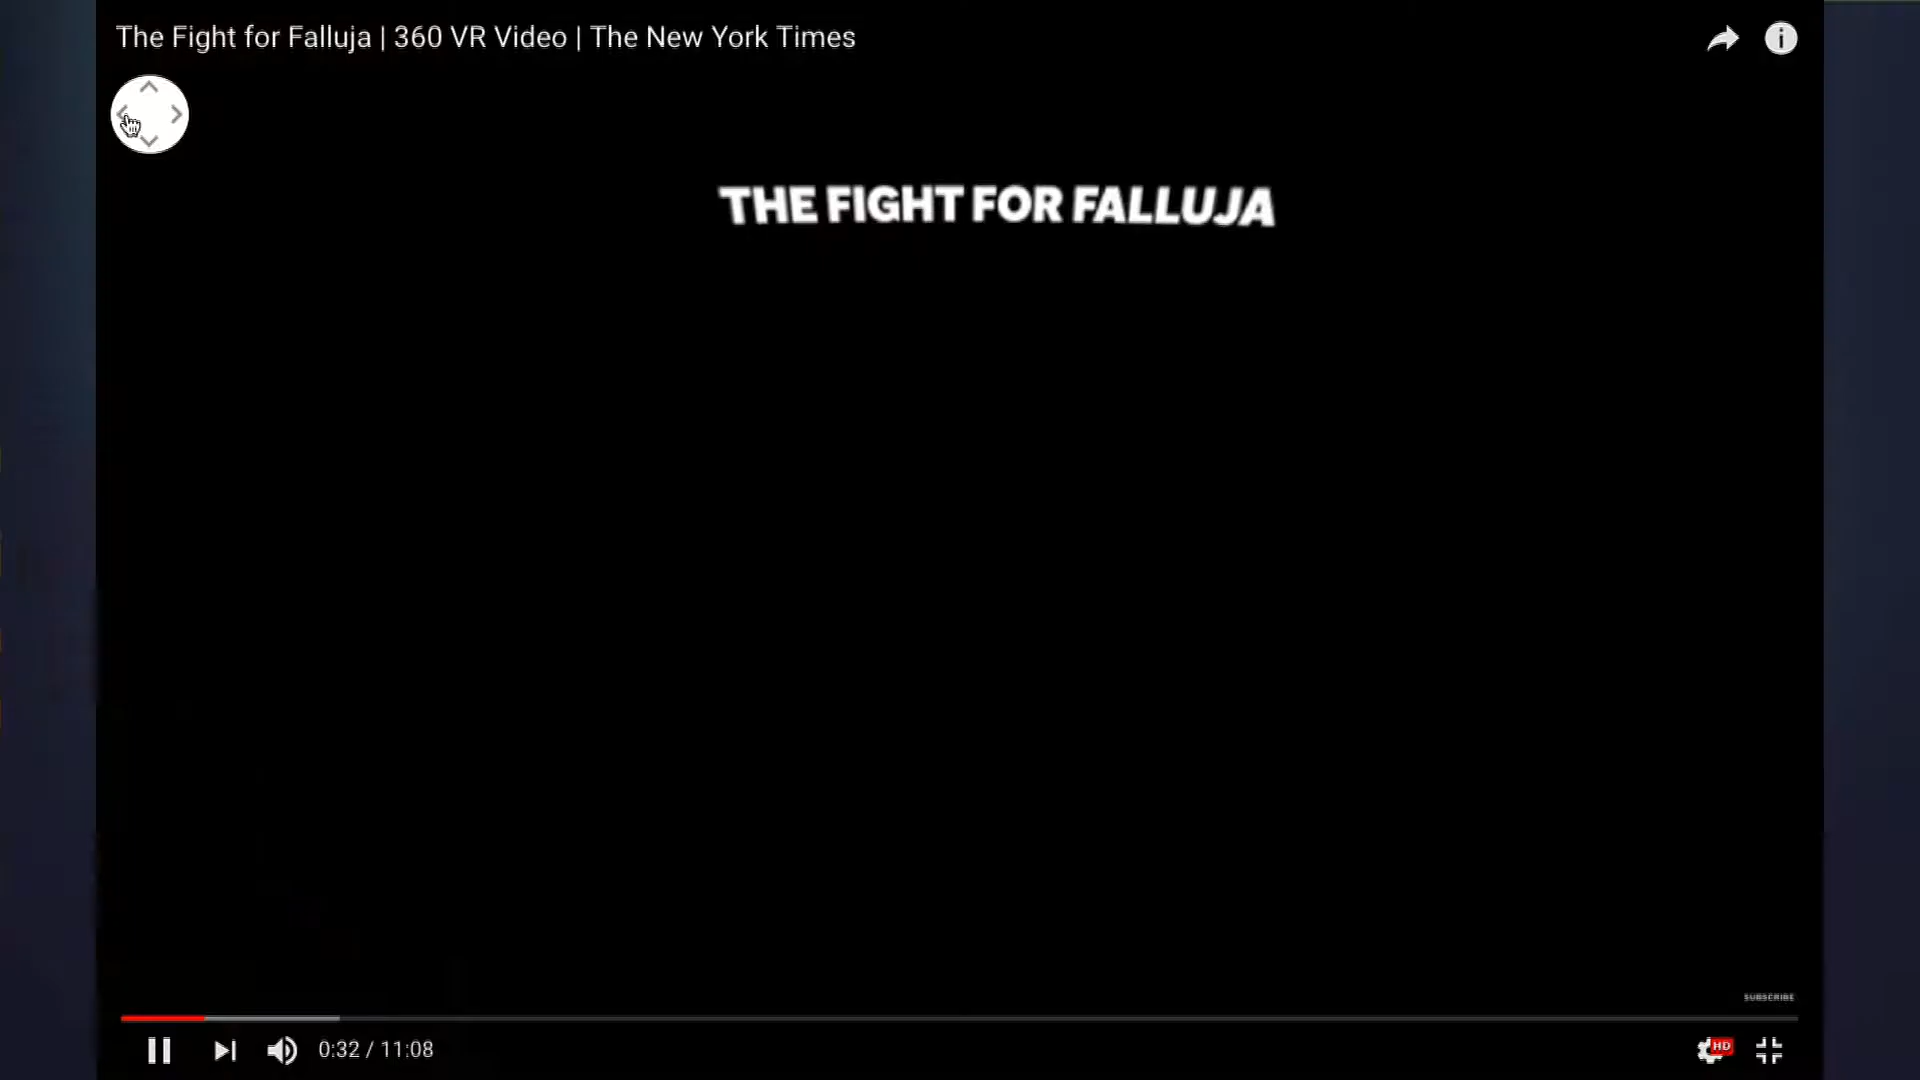 The Fight for Falluja | 360 VR Video | The New York Times
THE FIGHT FOR FALLUJA
SUBSCRIBE
0:32 / 11:08
HD